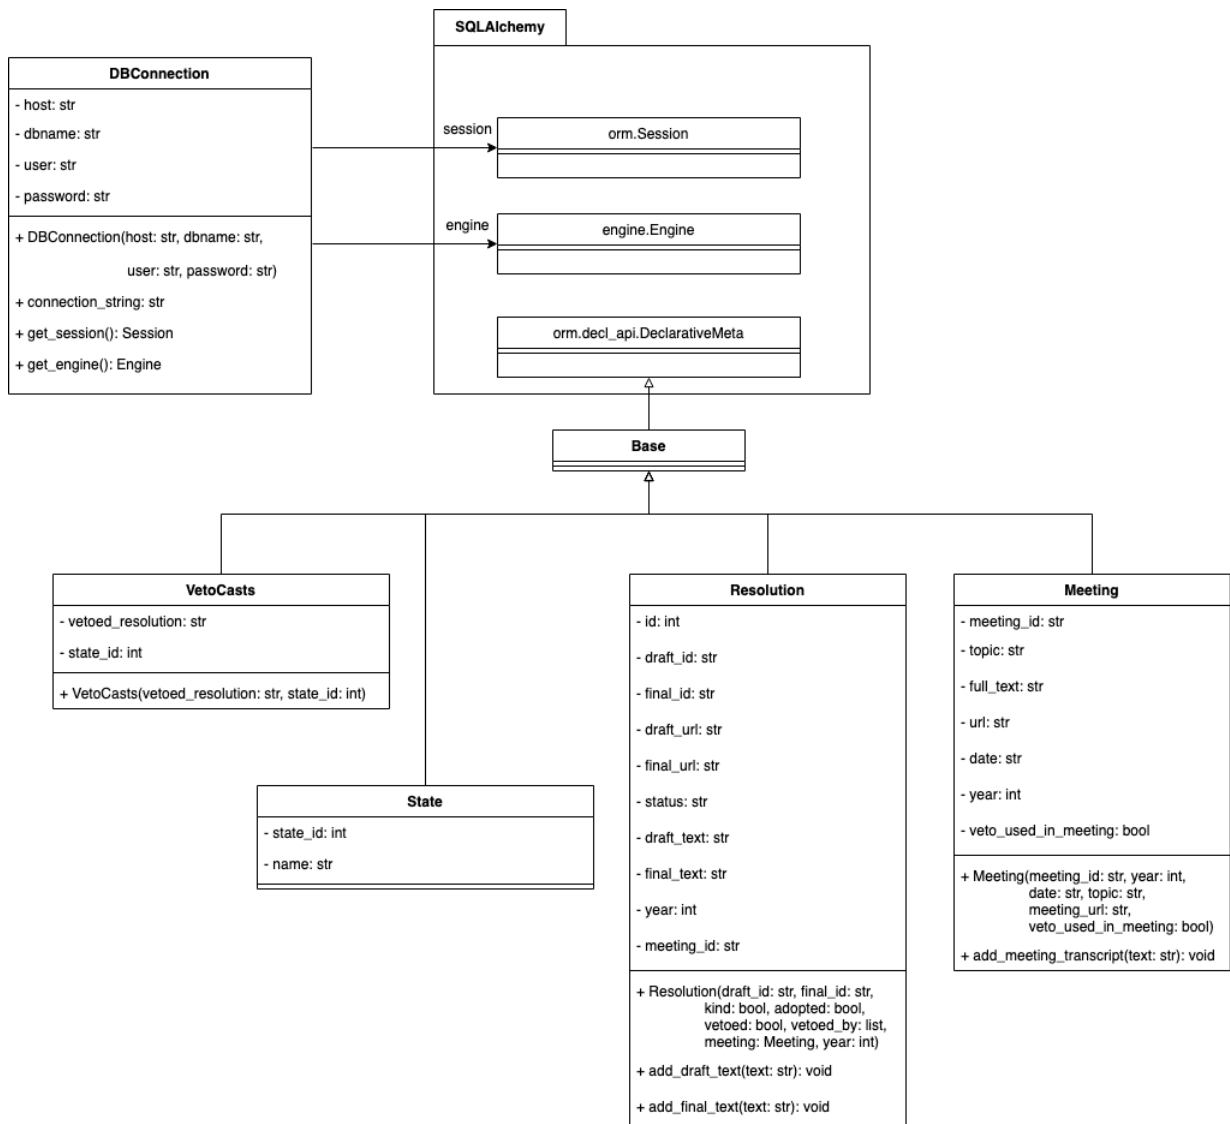 SQLAlchemy
DBConnection
- host: str
- dbname: str
- user: str
- password: str
+ DBConnection(host: str, dbname: str,
user: str, password: str)
+ connection_string: str
+ get_session(): Session
+ get_engine(): Engine
session
orm.Session
engine
engine.Engine
orm.decl_api.DeclarativeMeta
Base
VetoCasts
- vetoed_resolution: str
- state_id: int
+ VetoCasts(vetoed_resolution: str, state_id: int)
State
- state_id: int
- name: str
Resolution
- id: int
- draft_id: str
- final_id: str
- draft_url: str
- final_url: str
- status: str
- draft_text: str
- final_text: str
- year: int
- meeting_id: str
+ Resolution(draft_id: str, final_id: str,
kind: bool, adopted: bool,
vetoed: bool, vetoed_by: list,
meeting: Meeting, year: int)
+ add_draft_text(text: str): void
+ add_final_text(text: str): void
Meeting
- meeting_id: str
- topic: str
- full_text: str
- url: str
- date: str
- year: int
- veto_used_in_meeting: bool
+ Meeting(meeting_id: str, year: int,
date: str, topic: str,
meeting_url: str,
veto_used_in_meeting: bool)
+ add_meeting_transcript(text: str): void